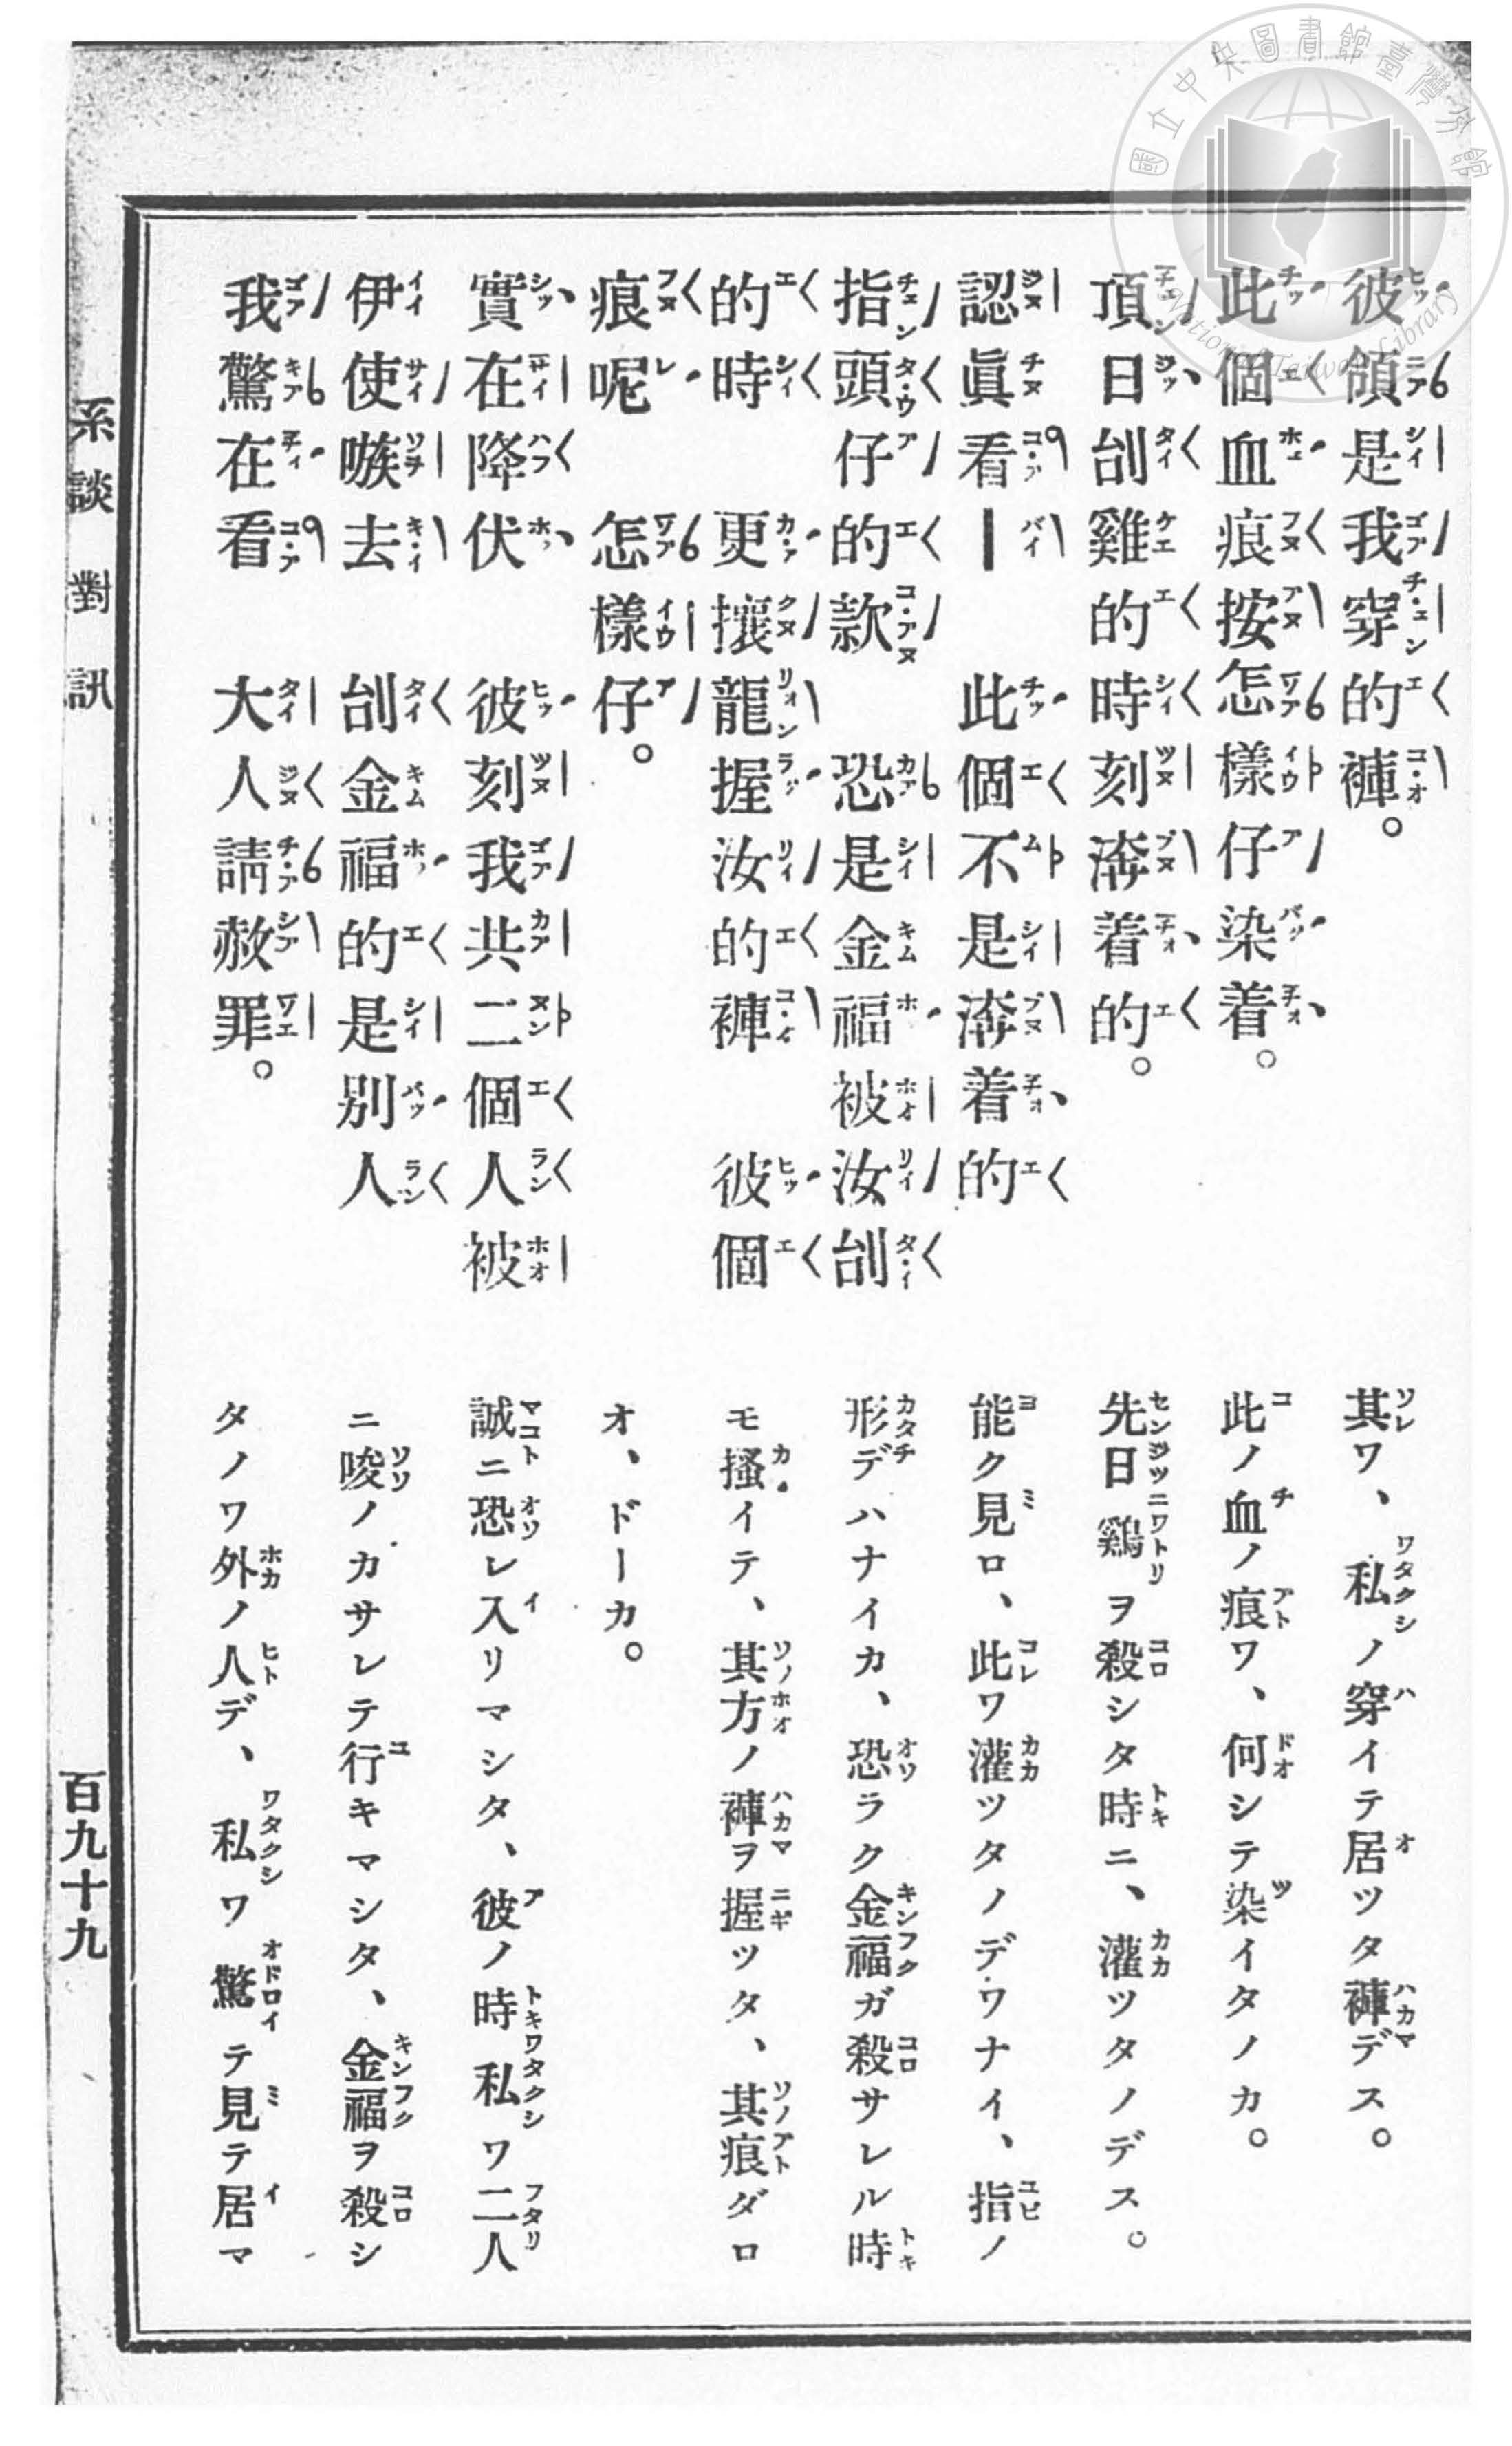 國立中央圖書館臺灣分館
National Taiwan Library
彼領是我穿的褲。
其ワ、私ノ穿イテ居ツタ褲デス。
此個血痕按怎樣仔染着。
此ノ血ノ痕ワ、何シテ染イタノカ。
頂日刣雞的時刻渀着的。
先日鷄ヲ殺シタ時ニ、灌ツタノデス。
認眞看ー 此個不是渀着的
能ク見ロ、此ワ灌ツタノデワナイ、指ノ
指頭仔的款 恐是金福被汝刣
形デハナイカ、恐ラク金福ガ殺サレル時
的時 更攘龍握汝的褲 彼個
モ搔イテ、其方ノ褲ヲ握ツタ、其痕ダロ
痕呢 怎樣仔。
オ、ドーカ。
實在降伏 彼刻我共二個人被
誠ニ恐レ入リマシタ、彼ノ時私ワ二人
伊使嗾去 刣金福的是別人
ニ唆ノカサレテ行キマシタ、金福ヲ殺シ
我驚在看 大人請赦罪。
タノワ外ノ人デ、私ワ驚テ見テ居マ
系談對訊
百九十九